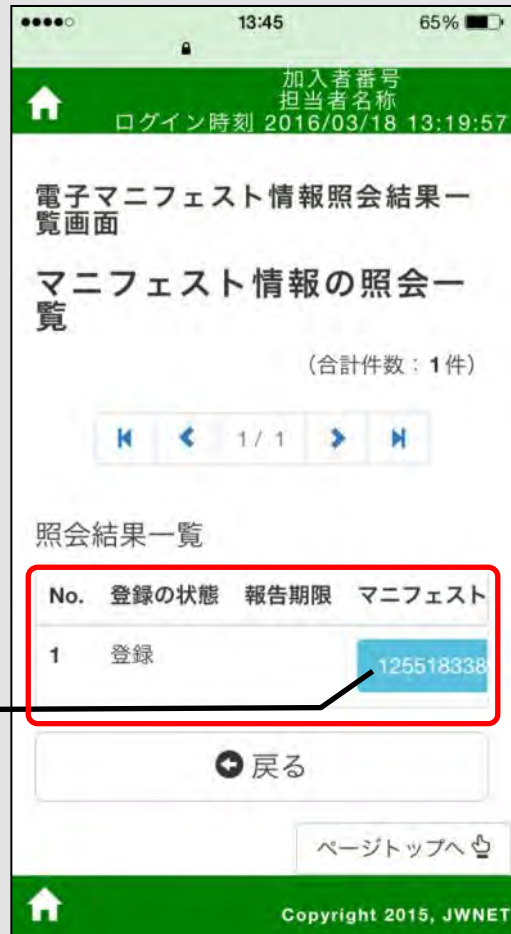 13:45
65%
加入者番号
担当者名称
ログイン時刻 2016/03/18 13:19:57
電子マニフェスト情報照会結果一
覧画面
マニフェスト情報の照会一
覧
(合計件数:1件)
1/ 1
照会結果一覧
No. 登録の状態 報告期限 マニフェスト
1 登録 125518338
戻る
ページトップへ
Copyright 2015, JWNET